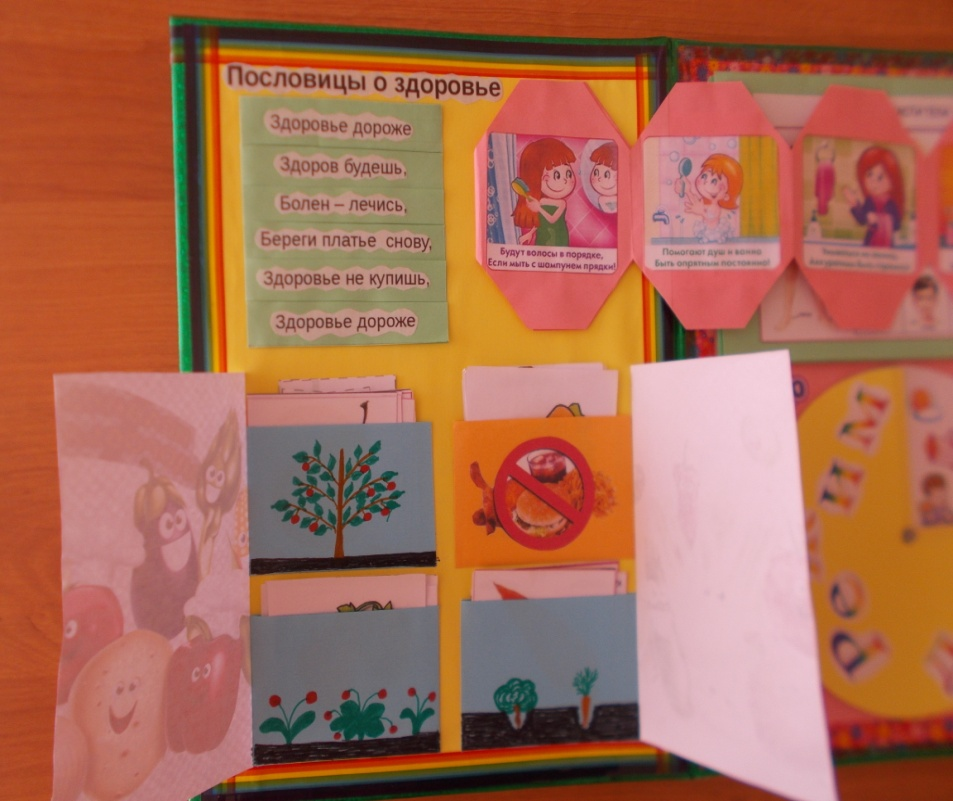 Пословицы о здоровье
Здоровье дороже
Здоров будешь,
Болен – лечись,
Береги платье снову,
Здоровье не купишь,
Здоровье дороже
Будут волосы в порядке,
Если мыть с шампунем прядки!
Помогают душ и ванна
Быть опрятным постоянно!